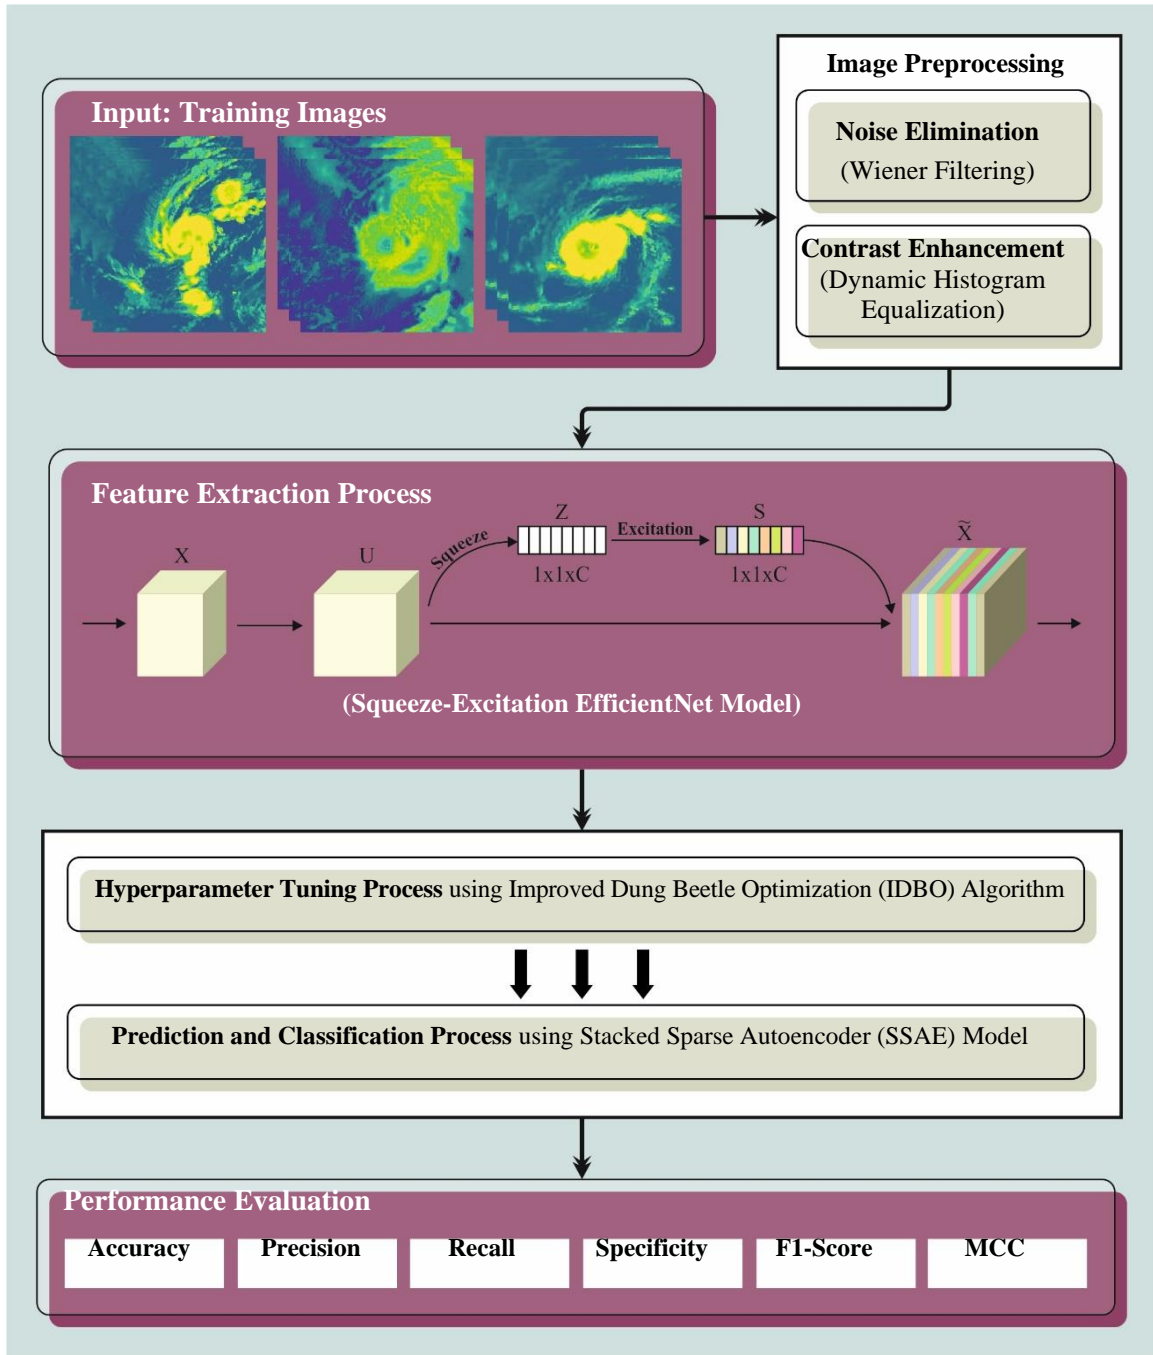 Input: Training Images
Image Preprocessing
Noise Elimination
(Wiener Filtering)
Contrast Enhancement
(Dynamic Histogram
Equalization)
Feature Extraction Process
X
U
Squeeze
Z
1x1xC
Excitation
S
1x1xC
X̃
(Squeeze-Excitation EfficientNet Model)
Hyperparameter Tuning Process using Improved Dung Beetle Optimization (IDBO) Algorithm
Prediction and Classification Process using Stacked Sparse Autoencoder (SSAE) Model
Performance Evaluation
Accuracy
Precision
Recall
Specificity
F1-Score
MCC